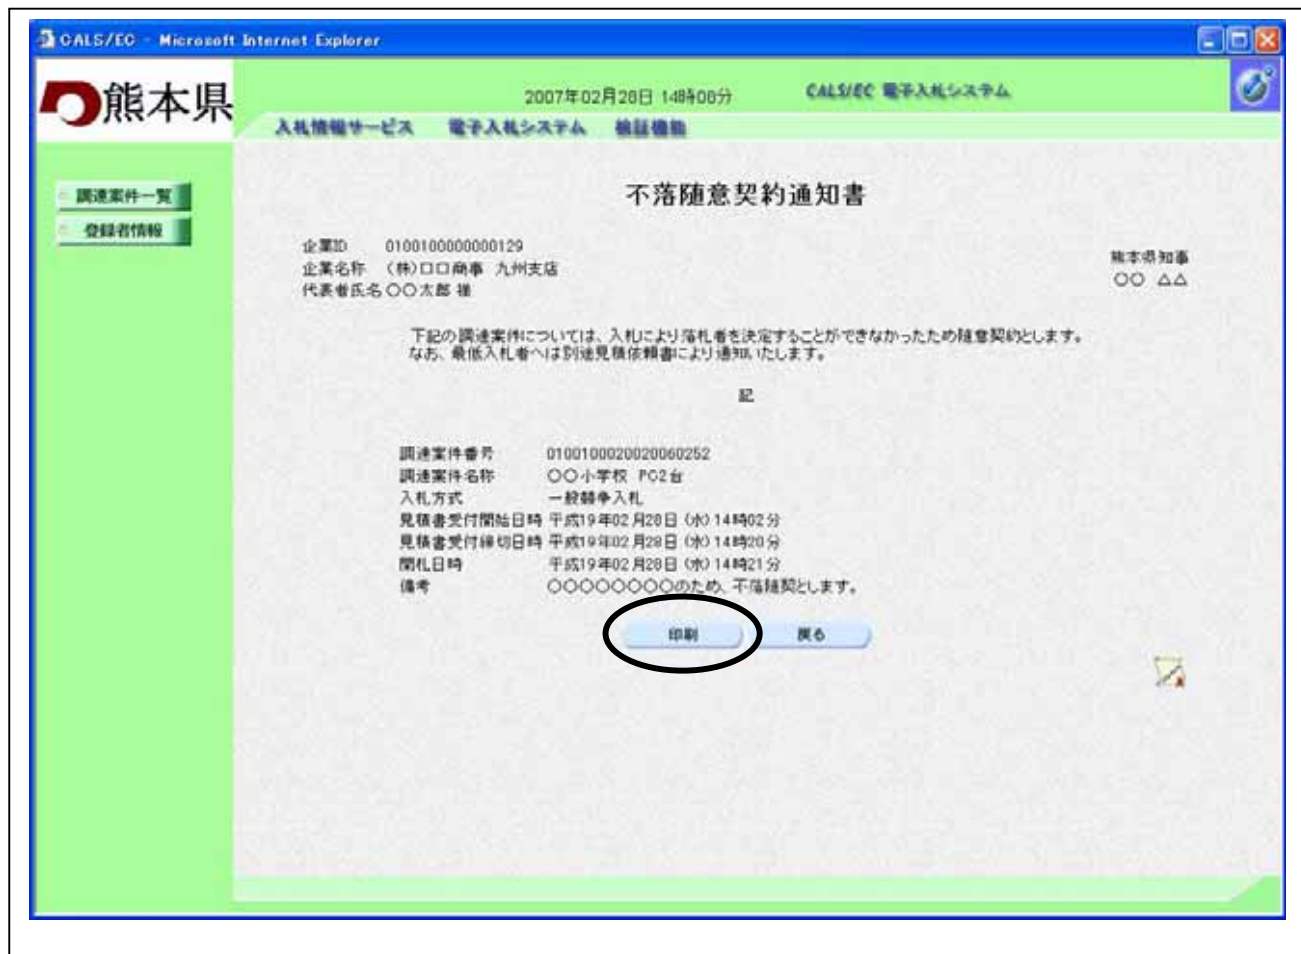 CALS/EC - Microsoft Internet Explorer
熊本県
2007年02月28日 14時08分
CALS/EC 電子入札システム
入札情報サービス 電子入札システム 検証機能
調達案件一覧
登録者情報
不落随意契約通知書
企業ID 0100100000000129
企業名称 (株)口口商事 九州支店
代表者氏名 〇〇太郎 様
熊本県知事
〇〇 △△
下記の調達案件については、入札により落札者を決定することができなかったため随意契約とします。
なお、最低入札者へは別途見積依頼書により通知いたします。
記
調達案件番号 0100100020020060252
調達案件名称 〇〇小学校 PC2台
入札方式 一般競争入札
見積書受付開始日時 平成19年02月28日(水)14時02分
見積書受付締切日時 平成19年02月28日(水)14時20分
開札日時 平成19年02月28日(水)14時21分
備考 〇〇〇〇〇〇〇〇のため、不落随契とします。
印刷 戻る